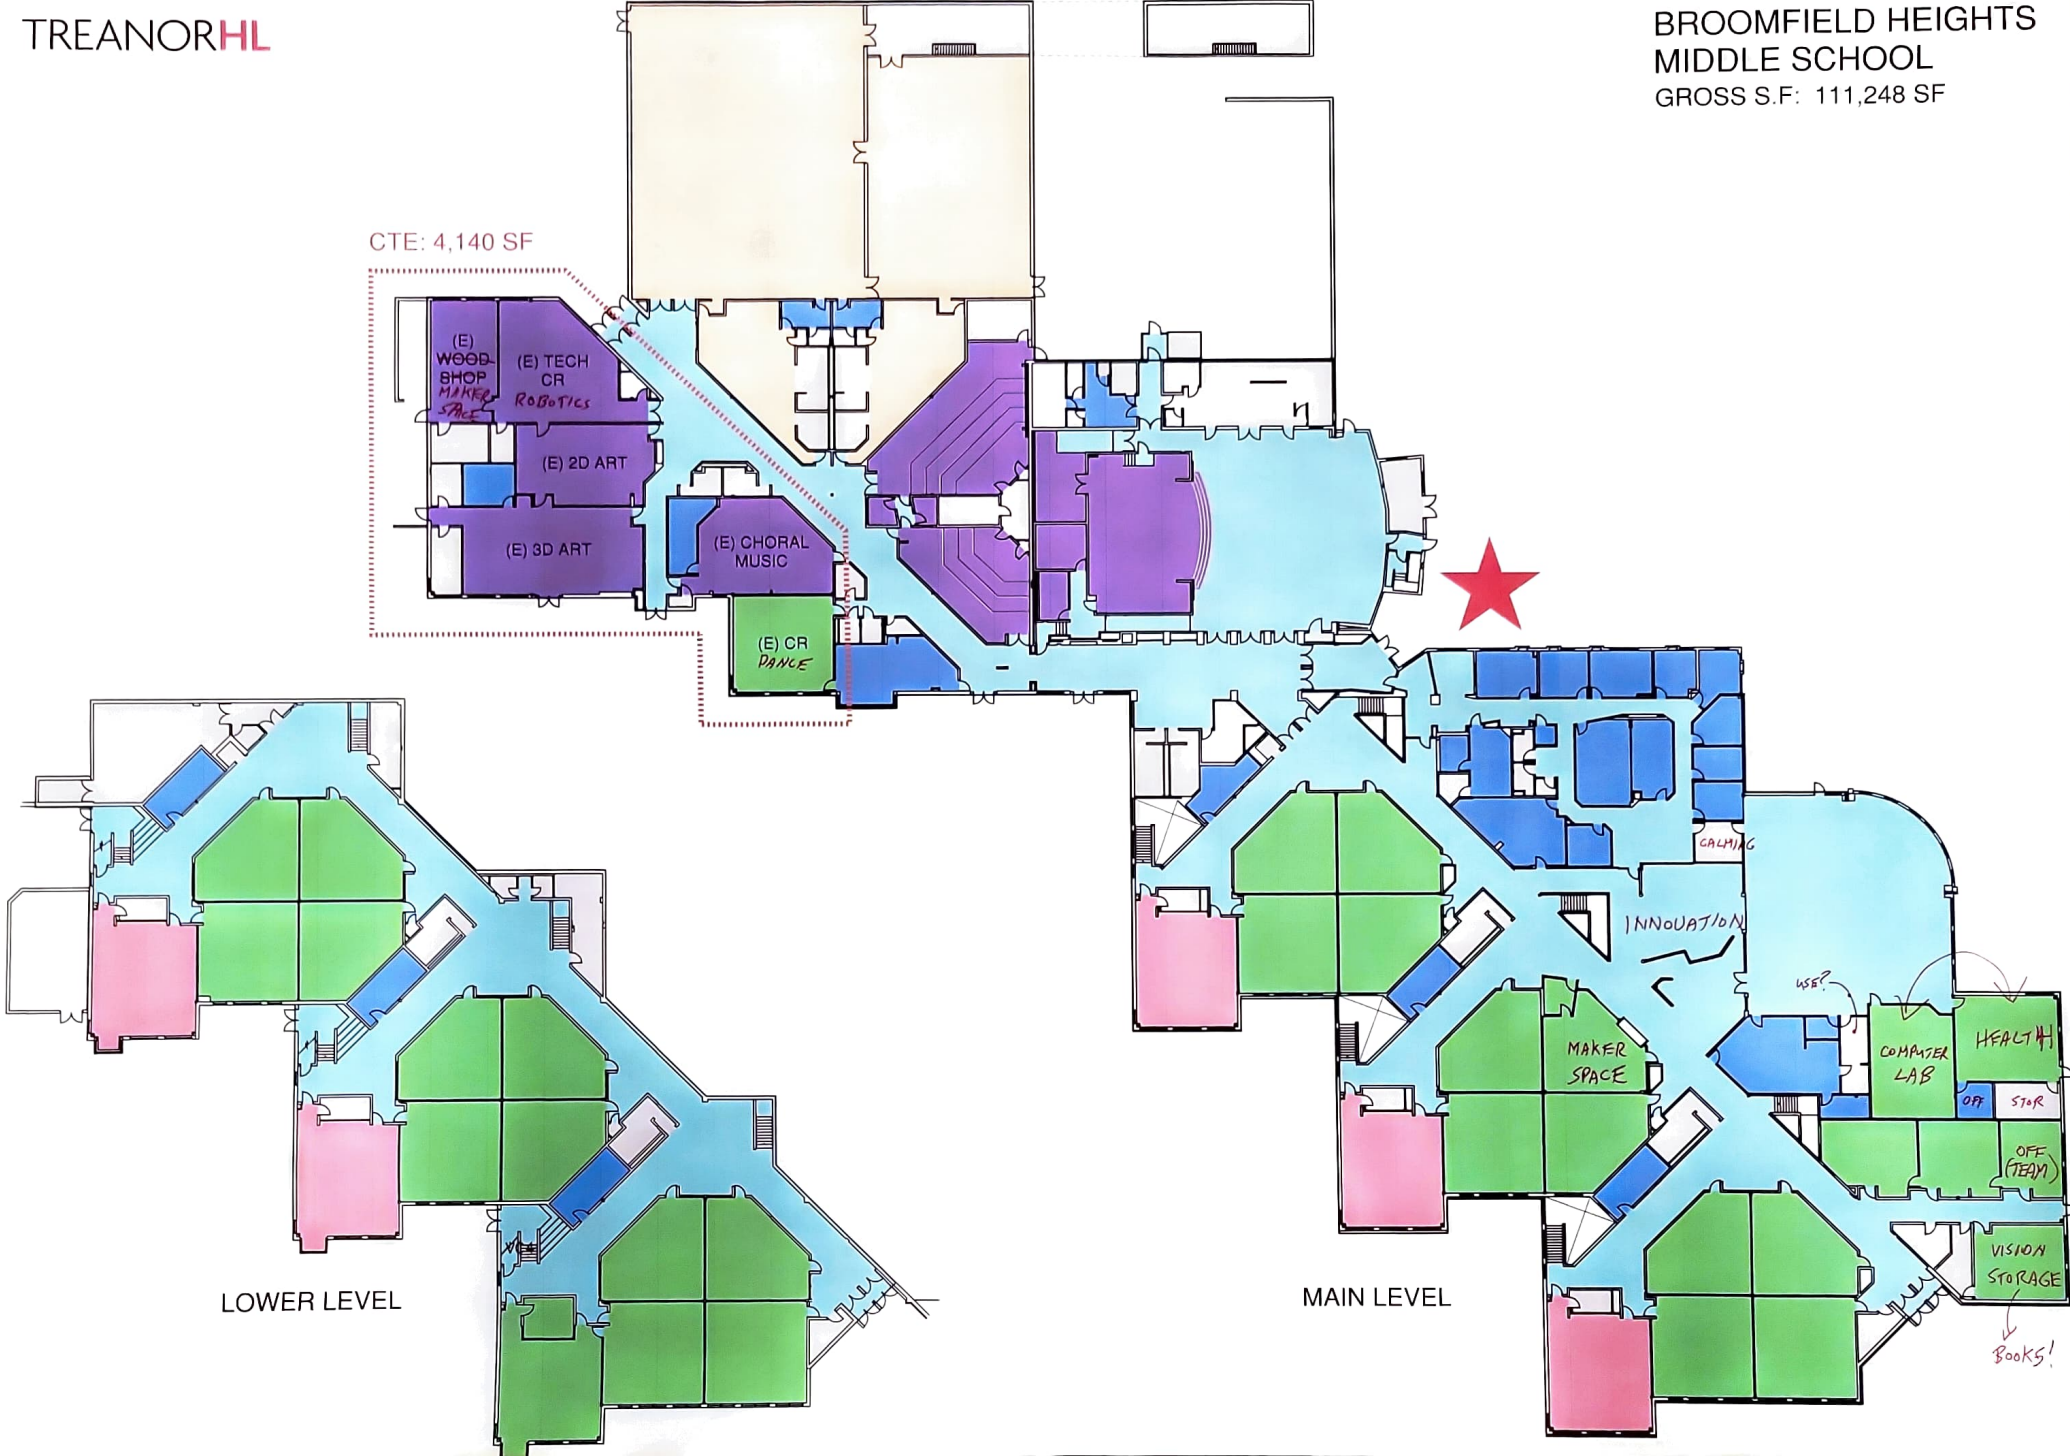 TREANORHL
BROOMFIELD HEIGHTS
MIDDLE SCHOOL
GROSS S.F: 111,248 SF
CTE: 4,140 SF
(E)
WOOD
SHOP
MAKER
SPACE
(E) TECH
CR
ROBOTICS
(E) 2D ART
(E) 3D ART
(E) CHORAL
MUSIC
(E) CR
DANCE
CALMING
INNOVATION
USE?
MAKER
SPACE
COMPUTER
LAB
HEALTH
OFF
STOR
OFF
(TEAM)
VISION
STORAGE
BOOKS!
LOWER LEVEL
MAIN LEVEL